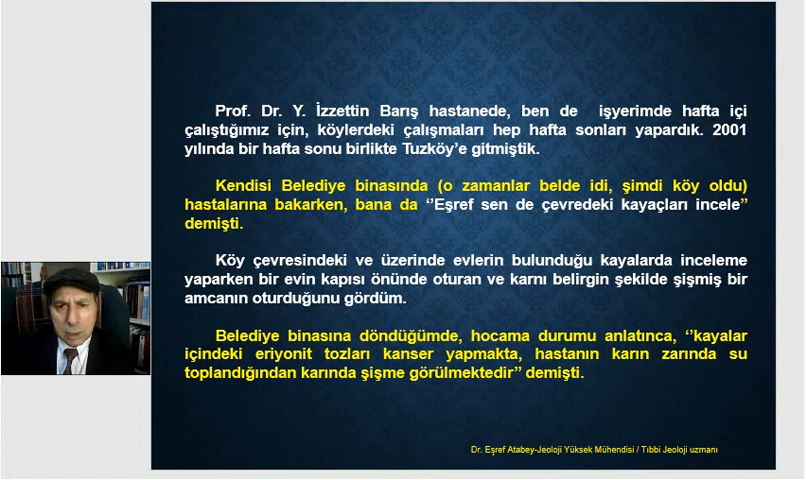 Prof. Dr. Y. İzzettin Barış hastanede, ben de işyerimde hafta içi
çalıştığımız için, köylerdeki çalışmaları hep hafta sonları yapardık. 2001
yılında bir hafta sonu birlikte Tuzköy’e gitmiştik.
Kendisi Belediye binasında (o zamanlar belde idi, şimdi köy oldu)
hastalarına bakarken, bana da ‘’Eşref sen de çevredeki kayaçları incele’’
demişti.
Köy çevresindeki ve üzerinde evlerin bulunduğu kayalarda inceleme
yaparken bir evin kapısı önünde oturan ve karnı belirgin şekilde şişmiş bir
amcanın oturduğunu gördüm.
Belediye binasına döndüğümde, hocama durumu anlatınca, ‘’kayalar
içindeki eriyonit tozları kanser yapmakta, hastanın karın zarında su
toplandığından karında şişme görülmektedir’’ demişti.
Dr. Eşref Atabey-Jeoloji Yüksek Mühendisi / Tıbbi Jeoloji uzmanı